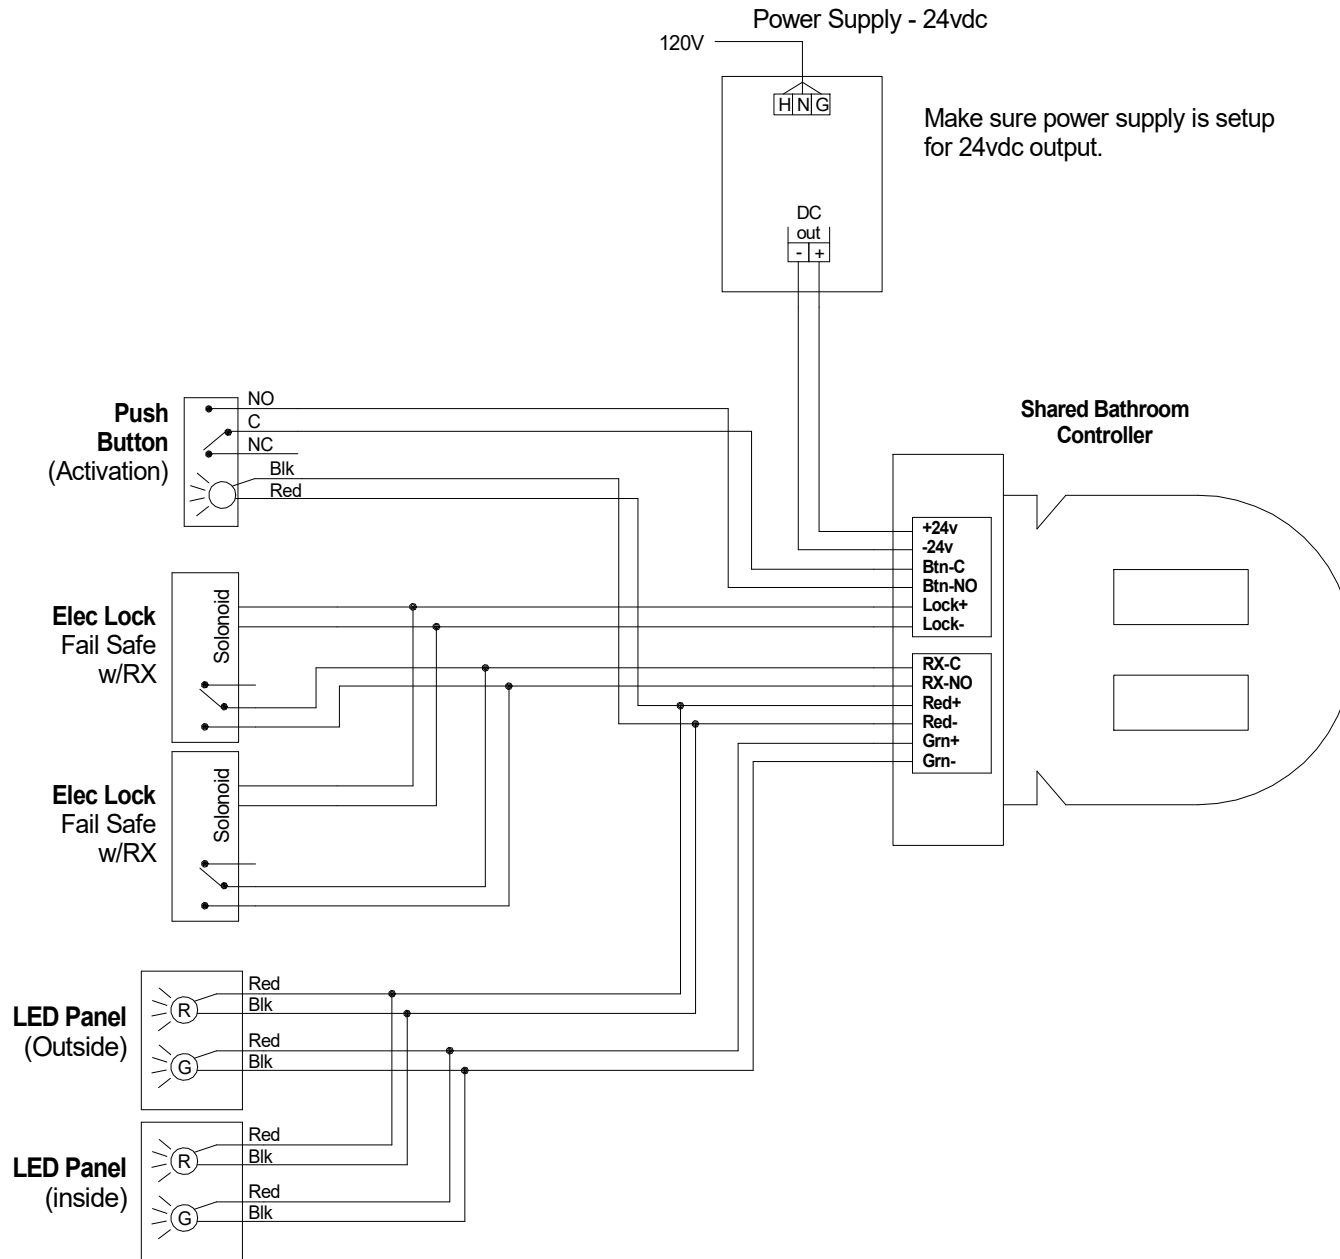 Power Supply - 24vdc
120V
H N G
Make sure power supply is setup
for 24vdc output.
DC
out
- +
Push
Button
(Activation)
NO
C
NC
Blk
Red
Shared Bathroom
Controller
+24v
-24v
Btn-C
Btn-NO
Lock+
Lock-
RX-C
RX-NO
Red+
Red-
Grn+
Grn-
Elec Lock
Fail Safe
w/RX
Solonoid
Elec Lock
Fail Safe
w/RX
Solonoid
LED Panel
(Outside)
R
G
Red
Blk
Red
Blk
LED Panel
(inside)
R
G
Red
Blk
Red
Blk